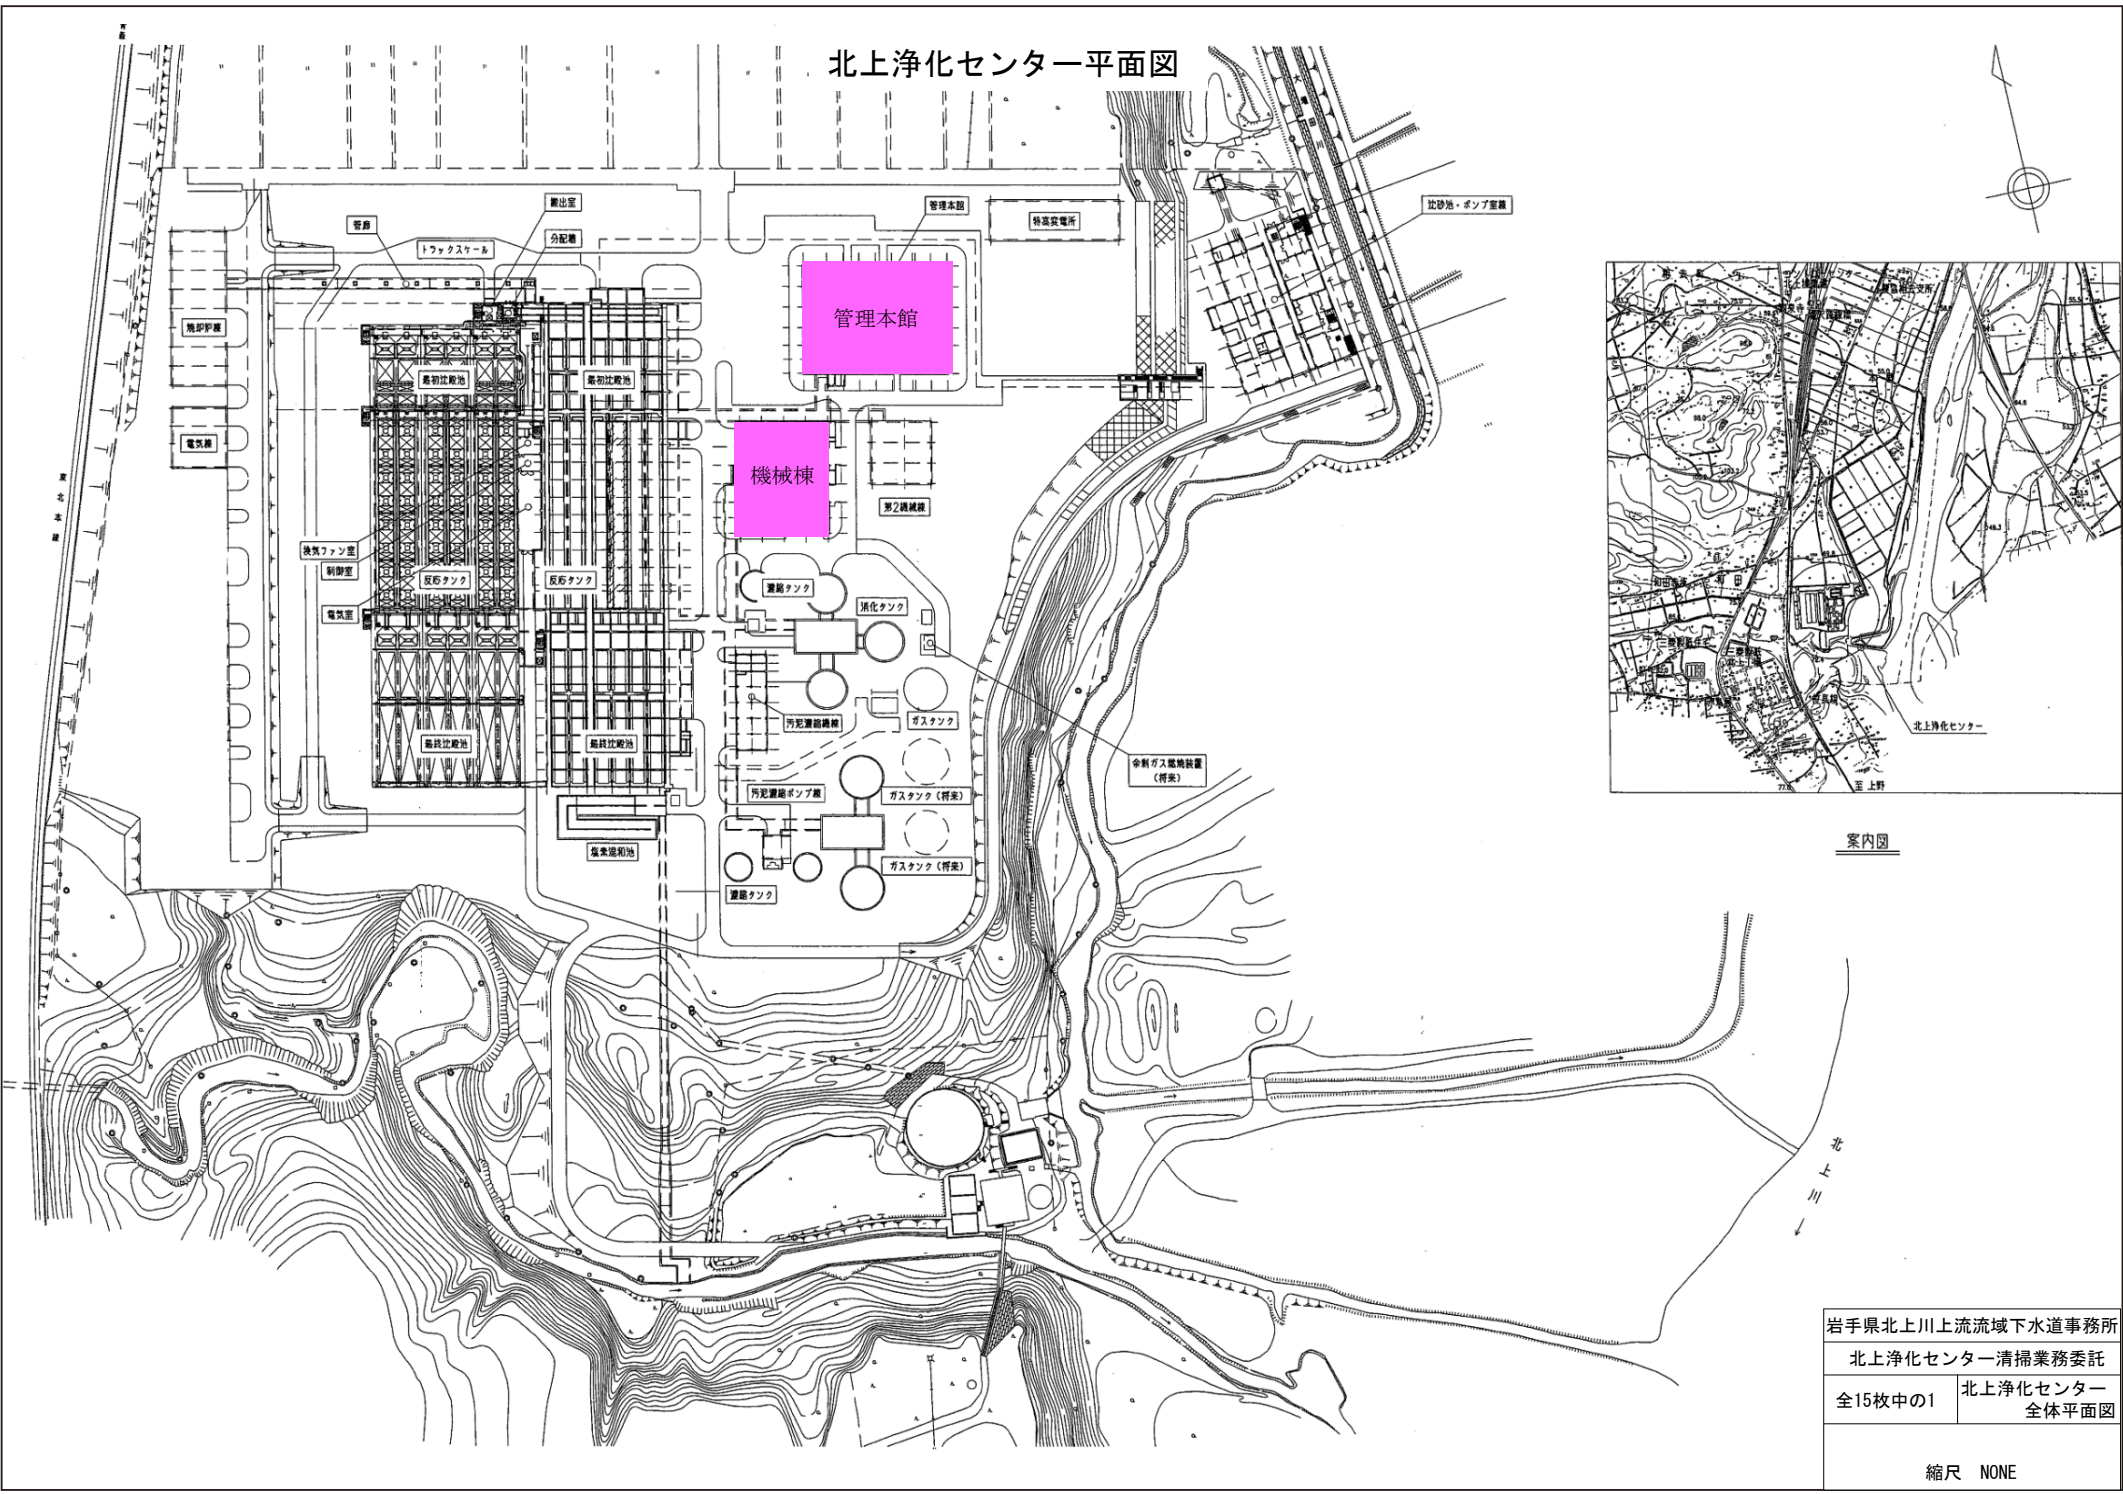 北上浄化センター平面図
搬出室
管廊
分配槽
トラックスケール
管理本館
特高変電所
沈砂池・ポンプ室棟
焼却炉棟
管理本館
最初沈殿池
最初沈殿池
電気棟
機械棟
第2機械棟
東北本線
換気ファン室
制御室
反応タンク
反応タンク
電気室
濃縮タンク
消化タンク
汚泥濃縮機棟
ガスタンク
最終沈殿池
最終沈殿池
余剰ガス燃焼装置
(将来)
汚泥濃縮ポンプ棟
ガスタンク(将来)
塩素混和池
ガスタンク(将来)
濃縮タンク
北上浄化センター
至 上野
案内図
北上川
岩手県北上川上流流域下水道事務所
北上浄化センター清掃業務委託
全15枚中の1
北上浄化センター
全体平面図
縮尺 NONE